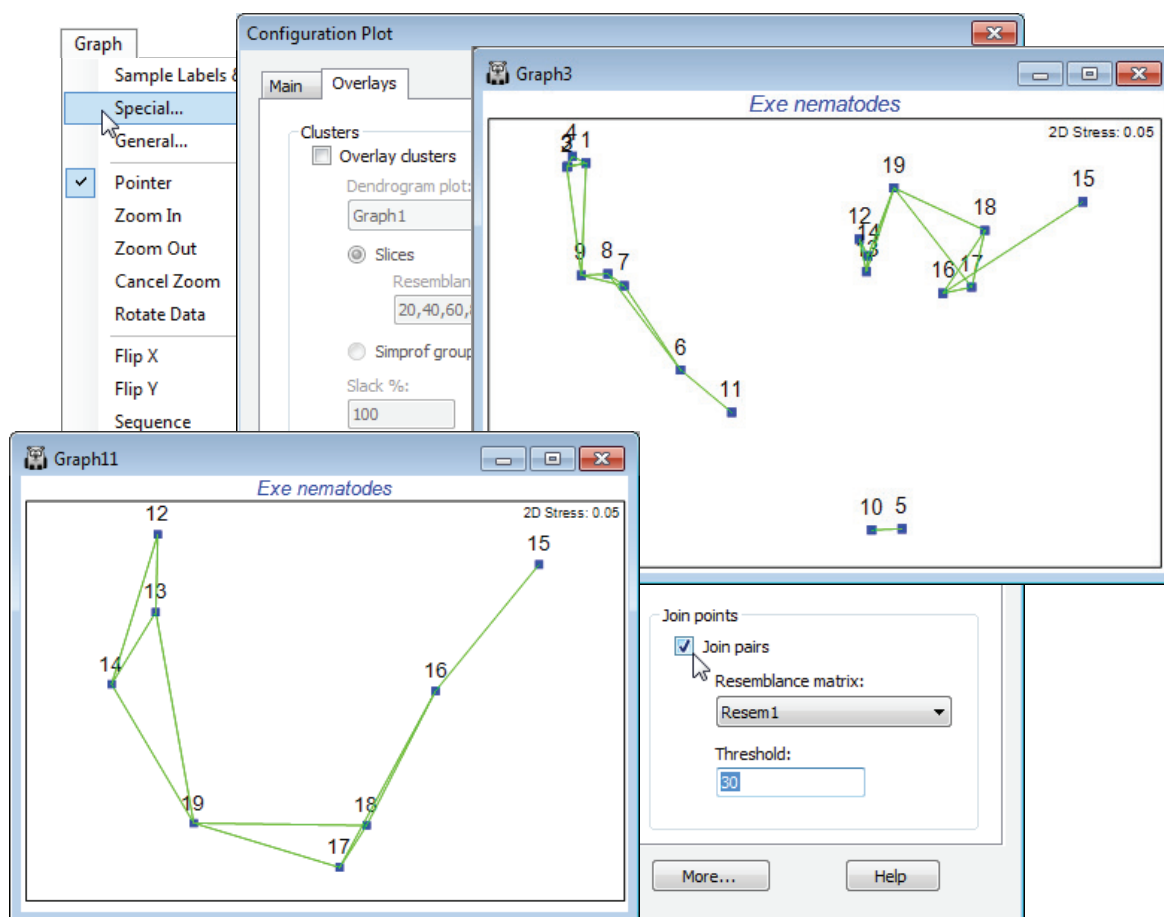 Graph
Sample Labels &
Special...
General...
Pointer
Zoom In
Zoom Out
Cancel Zoom
Rotate Data
Flip X
Flip Y
Sequence
Configuration Plot
Main
Overlays
Clusters
Overlay clusters
Dendrogram plot:
Graph1
Slices
Resemblan
20,40,60,
Simprof group
Slack %:
100
Graph3
Exe nematodes
2D Stress: 0.05
4
1
2
19
15
18
12
14
13
9
8
7
16
17
6
11
10
5
Graph11
Exe nematodes
2D Stress: 0.05
12
15
13
14
16
19
18
17
Join points
Join pairs
Resemblance matrix:
Resem1
Threshold:
30
More...
Help